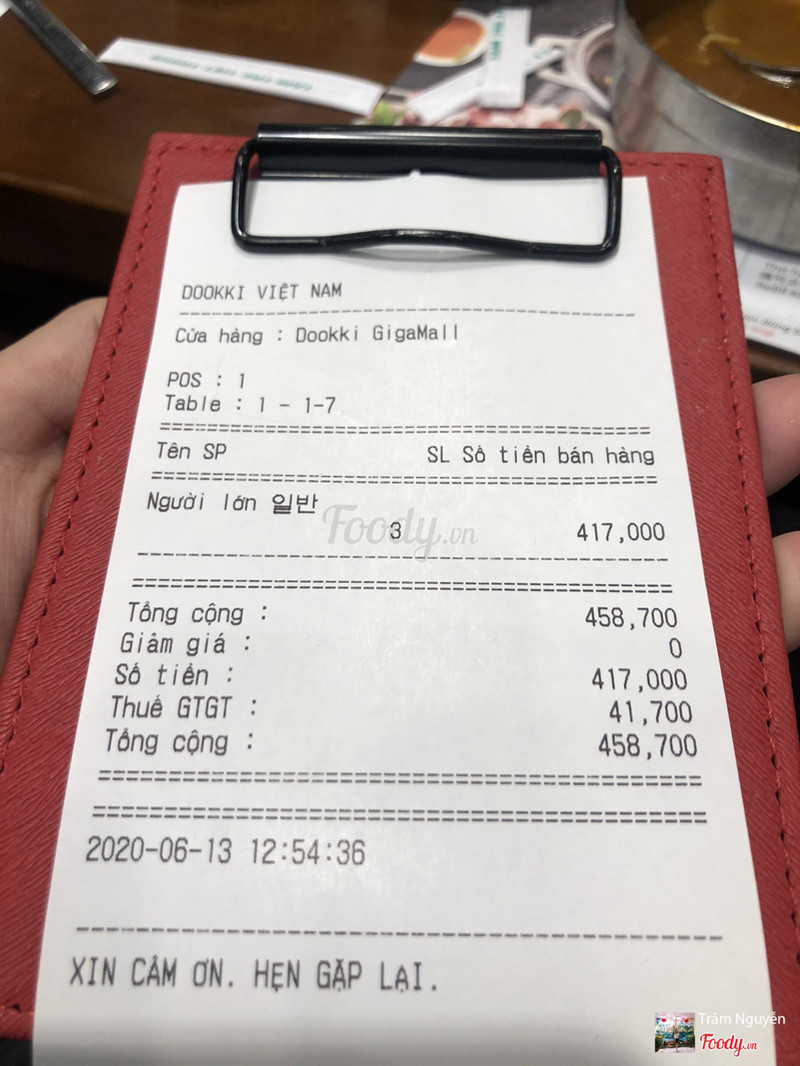 DOOKKI VIỆT NAM
Cửa hàng : Dookki GigaMall
POS : 1
Table : 1 - 1-7
Tên SP SL Số tiền bán hàng
Người lớn 일반
3 417,000
Foody.vn
Tổng cộng : 458,700
Giảm giá : 0
Số tiền : 417,000
Thuế GTGT : 41,700
Tổng cộng : 458,700
2020-06-13 12:54:36
XIN CẢM ƠN. HẸN GẶP LẠI.
Trâm Nguyễn
Foody.vn